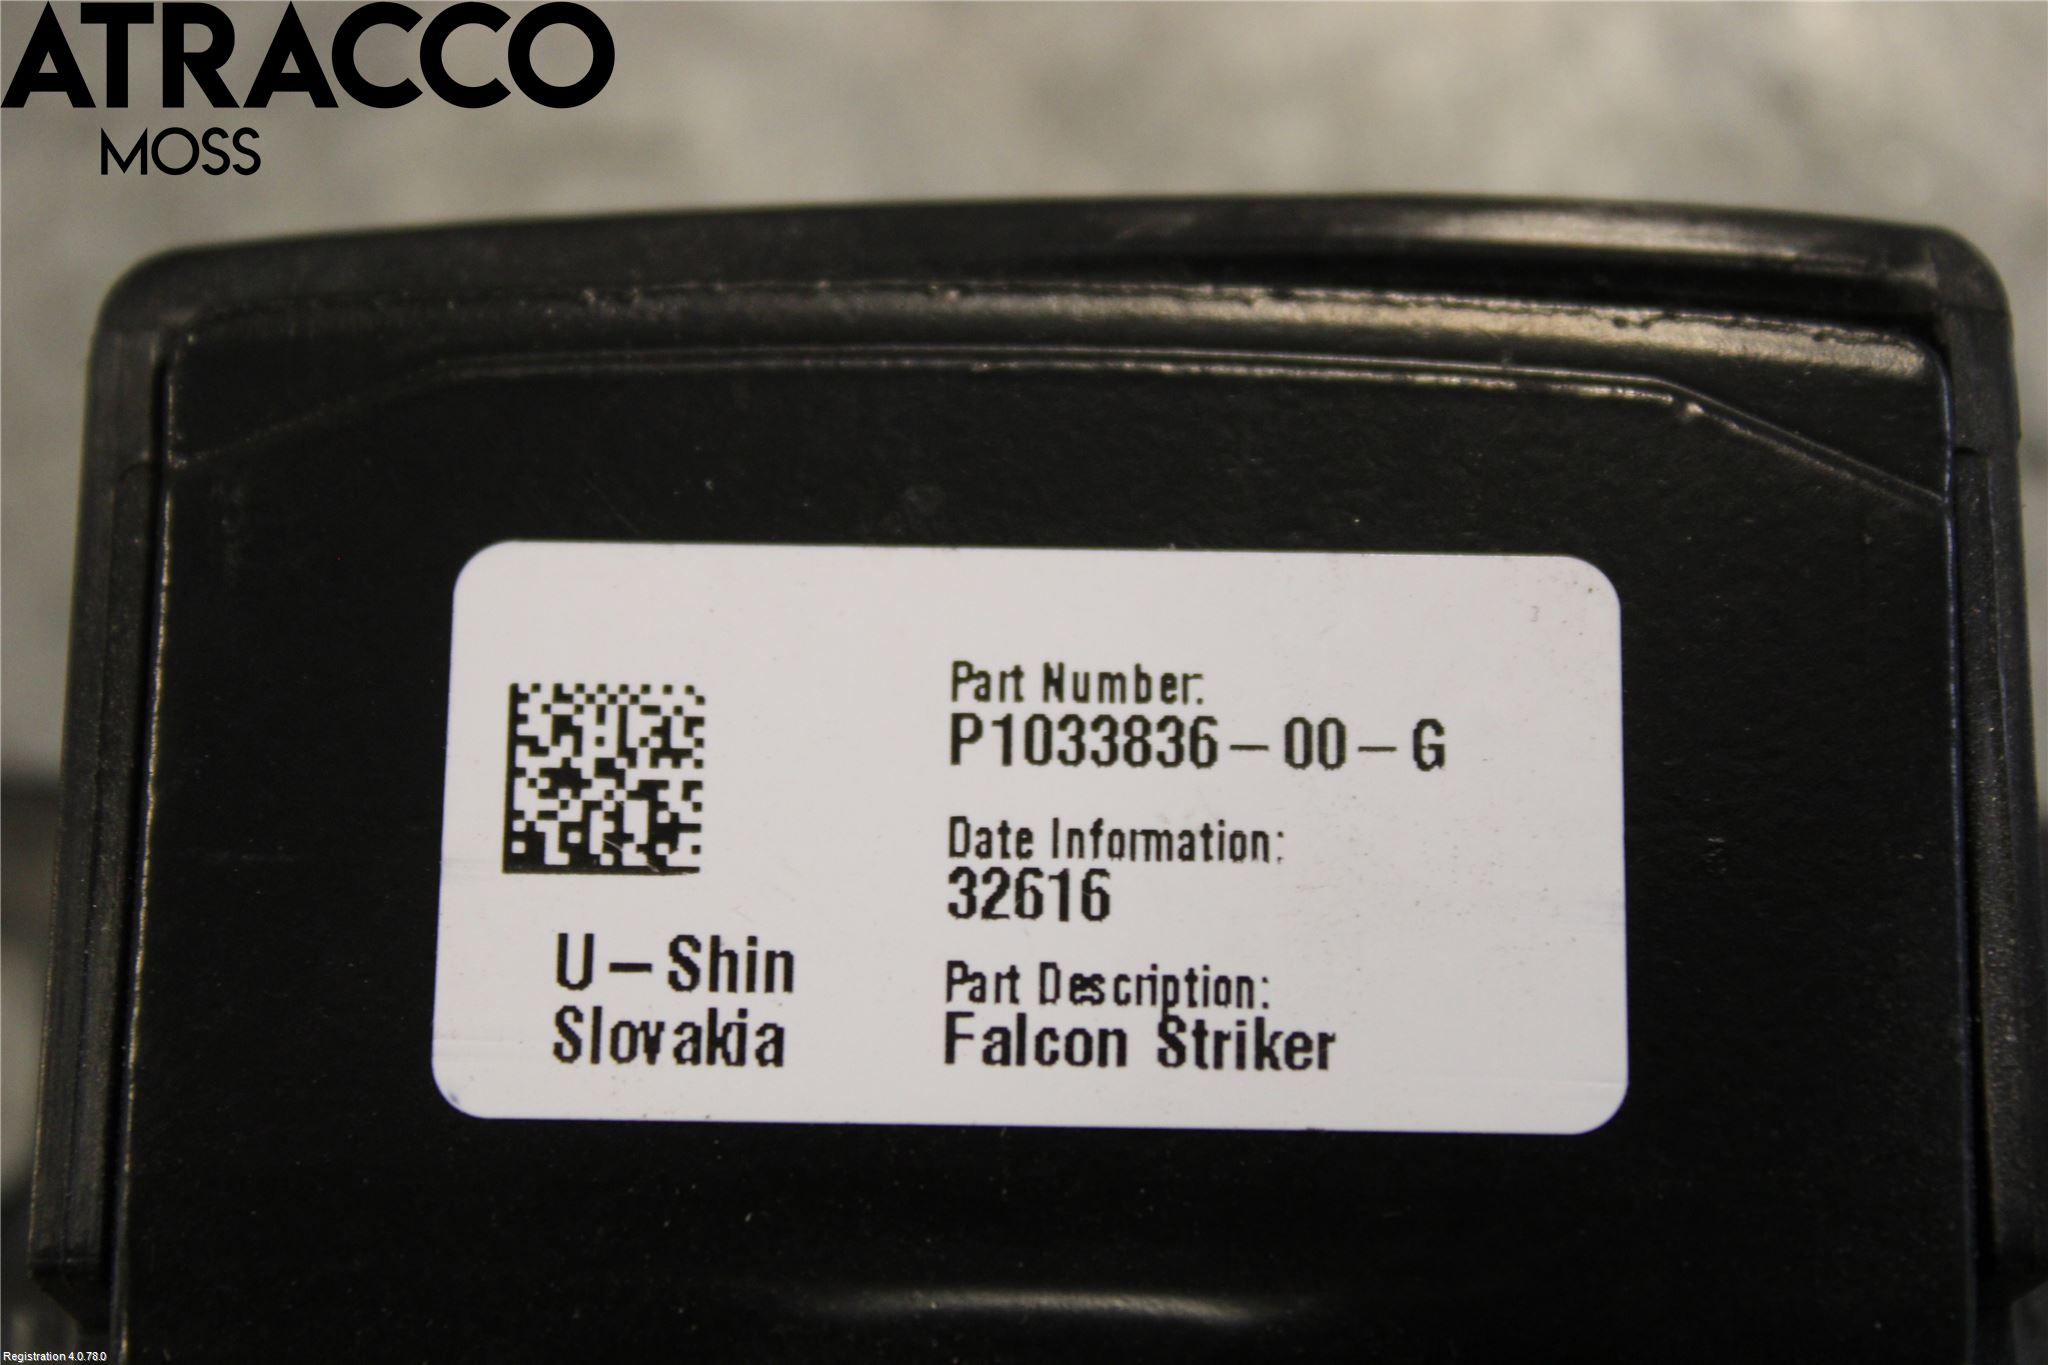 ATRACCO
MOSS
Part Number:
P1033836-00-G
Date Information:
32616
U-Shin
Slovakia
Part Description:
Falcon Striker
Registration 4.0.78.0